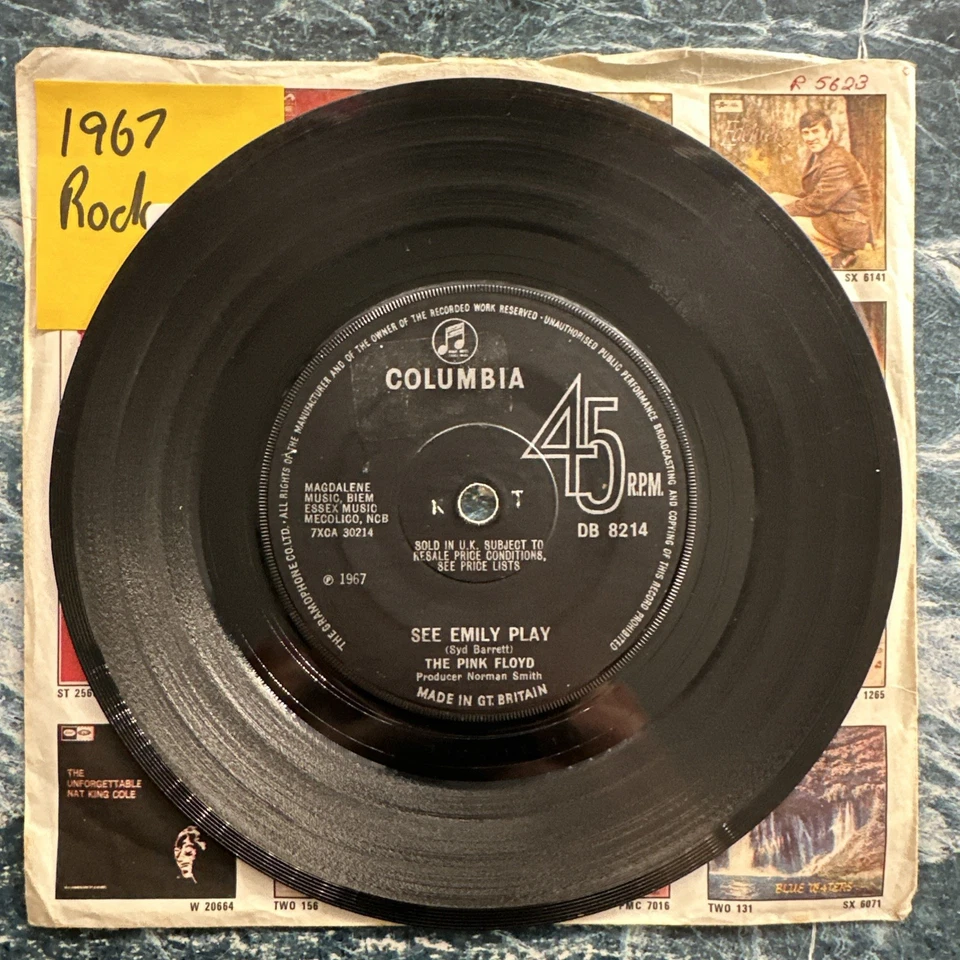 1967
Rock
R 5623
SX 6141
ALL RIGHTS OF THE MANUFACTURER AND OF THE OWNER OF THE RECORDED WORK RESERVED · UNAUTHORISED PUBLIC PERFORMANCE BROADCASTING AND COPYING OF THIS RECORD PROHIBITED
THE GRAMOPHONE CO. LTD.
COLUMBIA
45
R.P.M.
MAGDALENE
MUSIC, BIEM
ESSEX MUSIC
MECOLICO, NCB
7XCA 30214
K T
DB 8214
SOLD IN U.K. SUBJECT TO
RESALE PRICE CONDITIONS,
SEE PRICE LISTS
℗ 1967
SEE EMILY PLAY
(Syd Barrett)
THE PINK FLOYD
Producer Norman Smith
MADE IN GT. BRITAIN
ST 256
1265
THE
UNFORGETTABLE
NAT KING COLE
BLUE WATERS
W 20664
TWO 156
PMC 7016
TWO 131
SX 6071